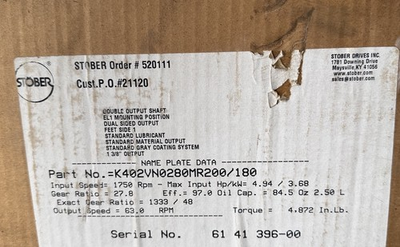 STOBER Order # 520111
Cust.P.O.#21120
STOBER
STOBER DRIVES INC.
1781 Downing Drive
Maysville,KY 41056
www.stober.com
sales@stober.com
DOUBLE OUTPUT SHAFT
EL1 MOUNTING POSITION
DUAL SIDED OUTPUT
FEET SIDE 1
STANDARD LUBRICANT
STANDARD MATERIAL OUTPUT
STANDARD GRAY COATING SYSTEM
1 3/8" OUTPUT
NAME PLATE DATA
Part No.=K402VN0280MR200/180
Input Speed= 1750 Rpm - Max Input Hp/kW= 4.94 / 3.68
Gear Ratio = 27.8 Eff.= 97.0 Oil Cap. = 84.5 Oz 2.50 L
Exact Gear Ratio = 1333 / 48
Output Speed = 63.0 RPM Torque = 4,872 In.Lb.
Serial No. 61 41 396-00